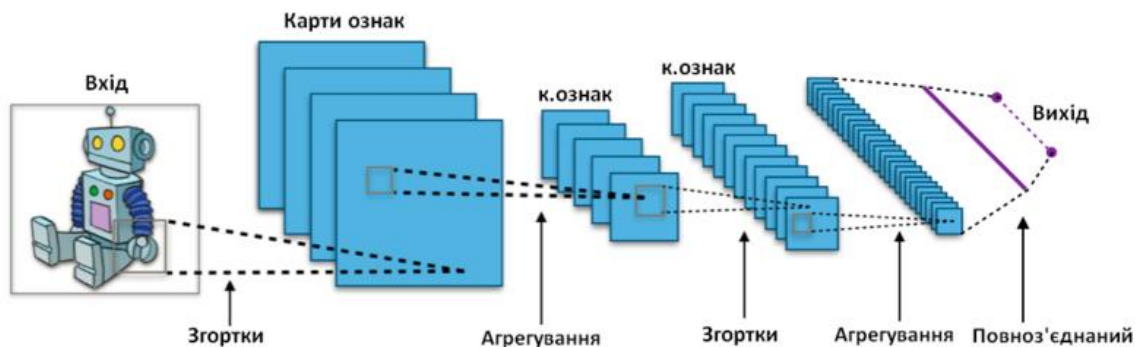 Карти ознак
Вхід
к.ознак
к.ознак
Вихід
Згортки
Агрегування
Згортки
Агрегування
Повноз'єднаний